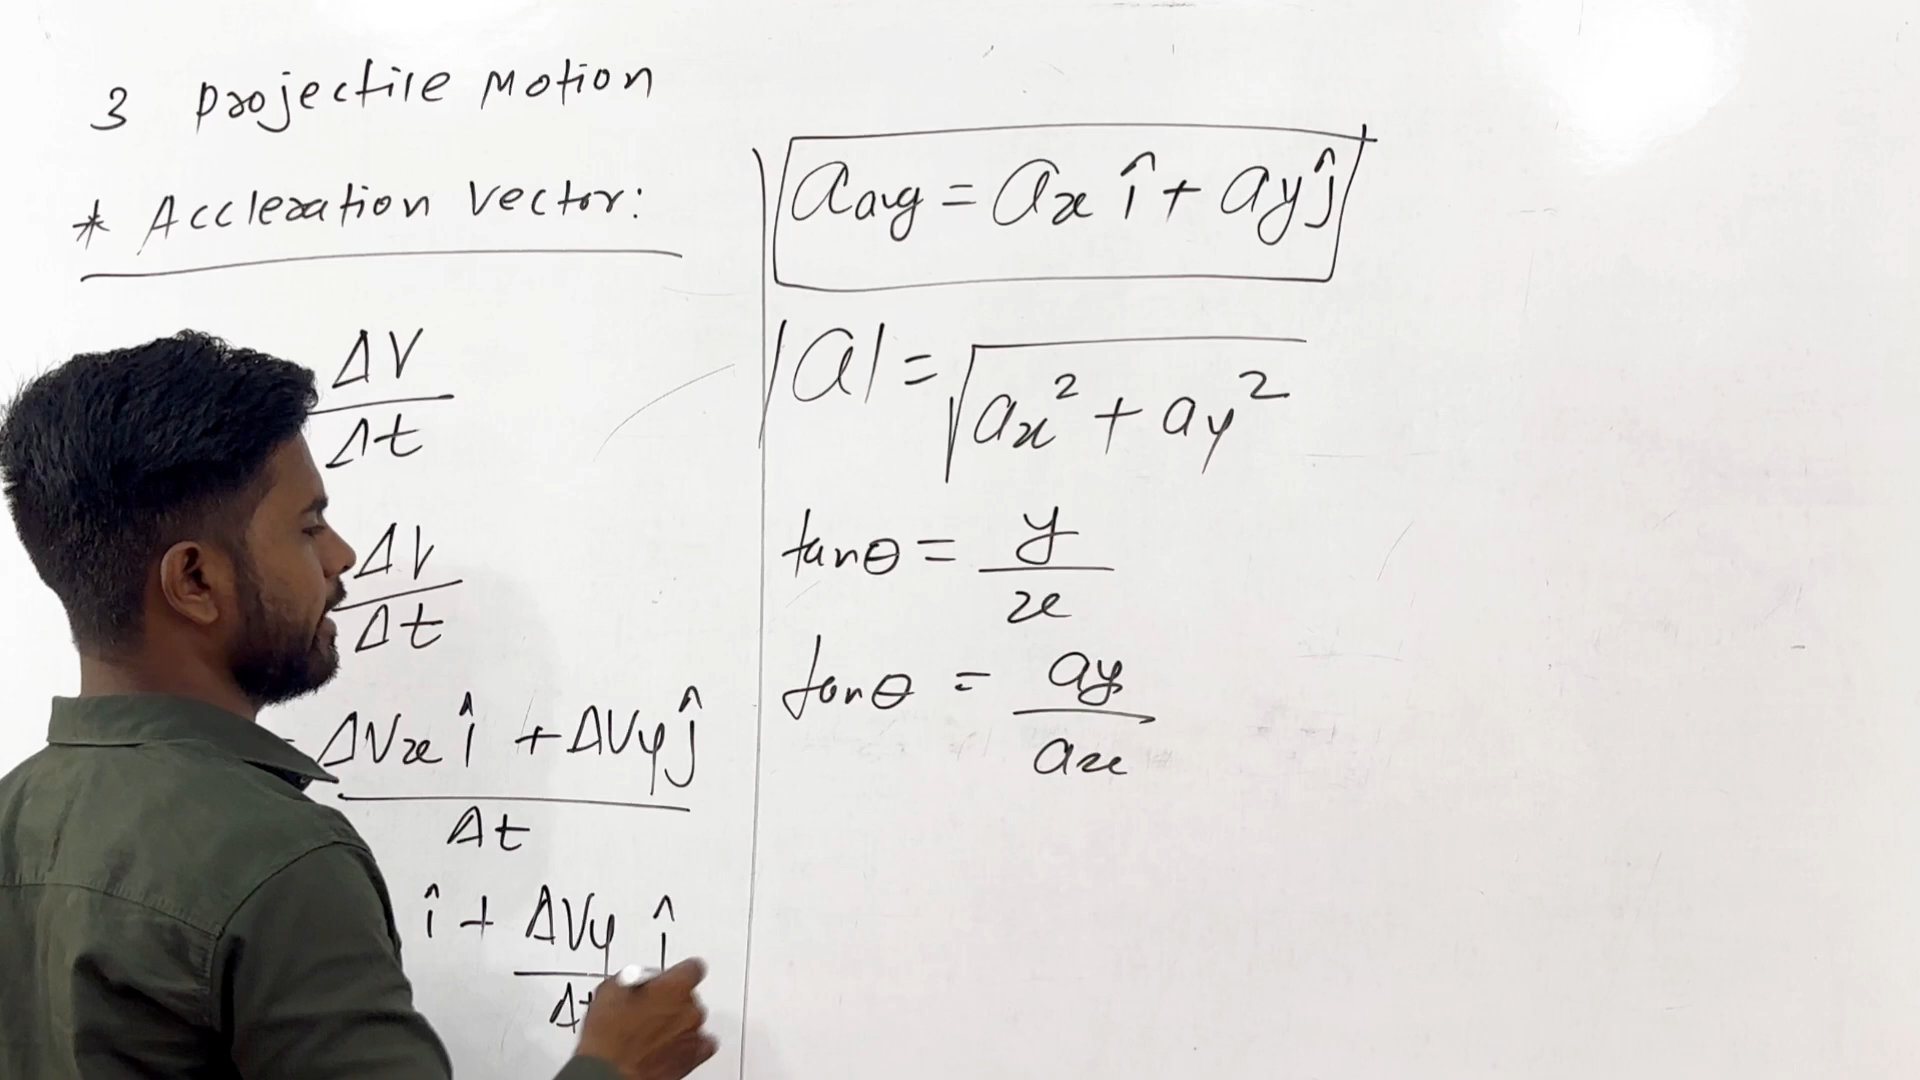 3 Projectile Motion
* Accleration Vector:
ΔV
Δt
ΔV
Δt
= ΔVx î + ΔVy ĵ
Δt
î + ΔVy ĵ
Δt
aavg = ax î + ay ĵ
|a| = √ax² + ay²
tanθ = y
x
tanθ = ay
ax